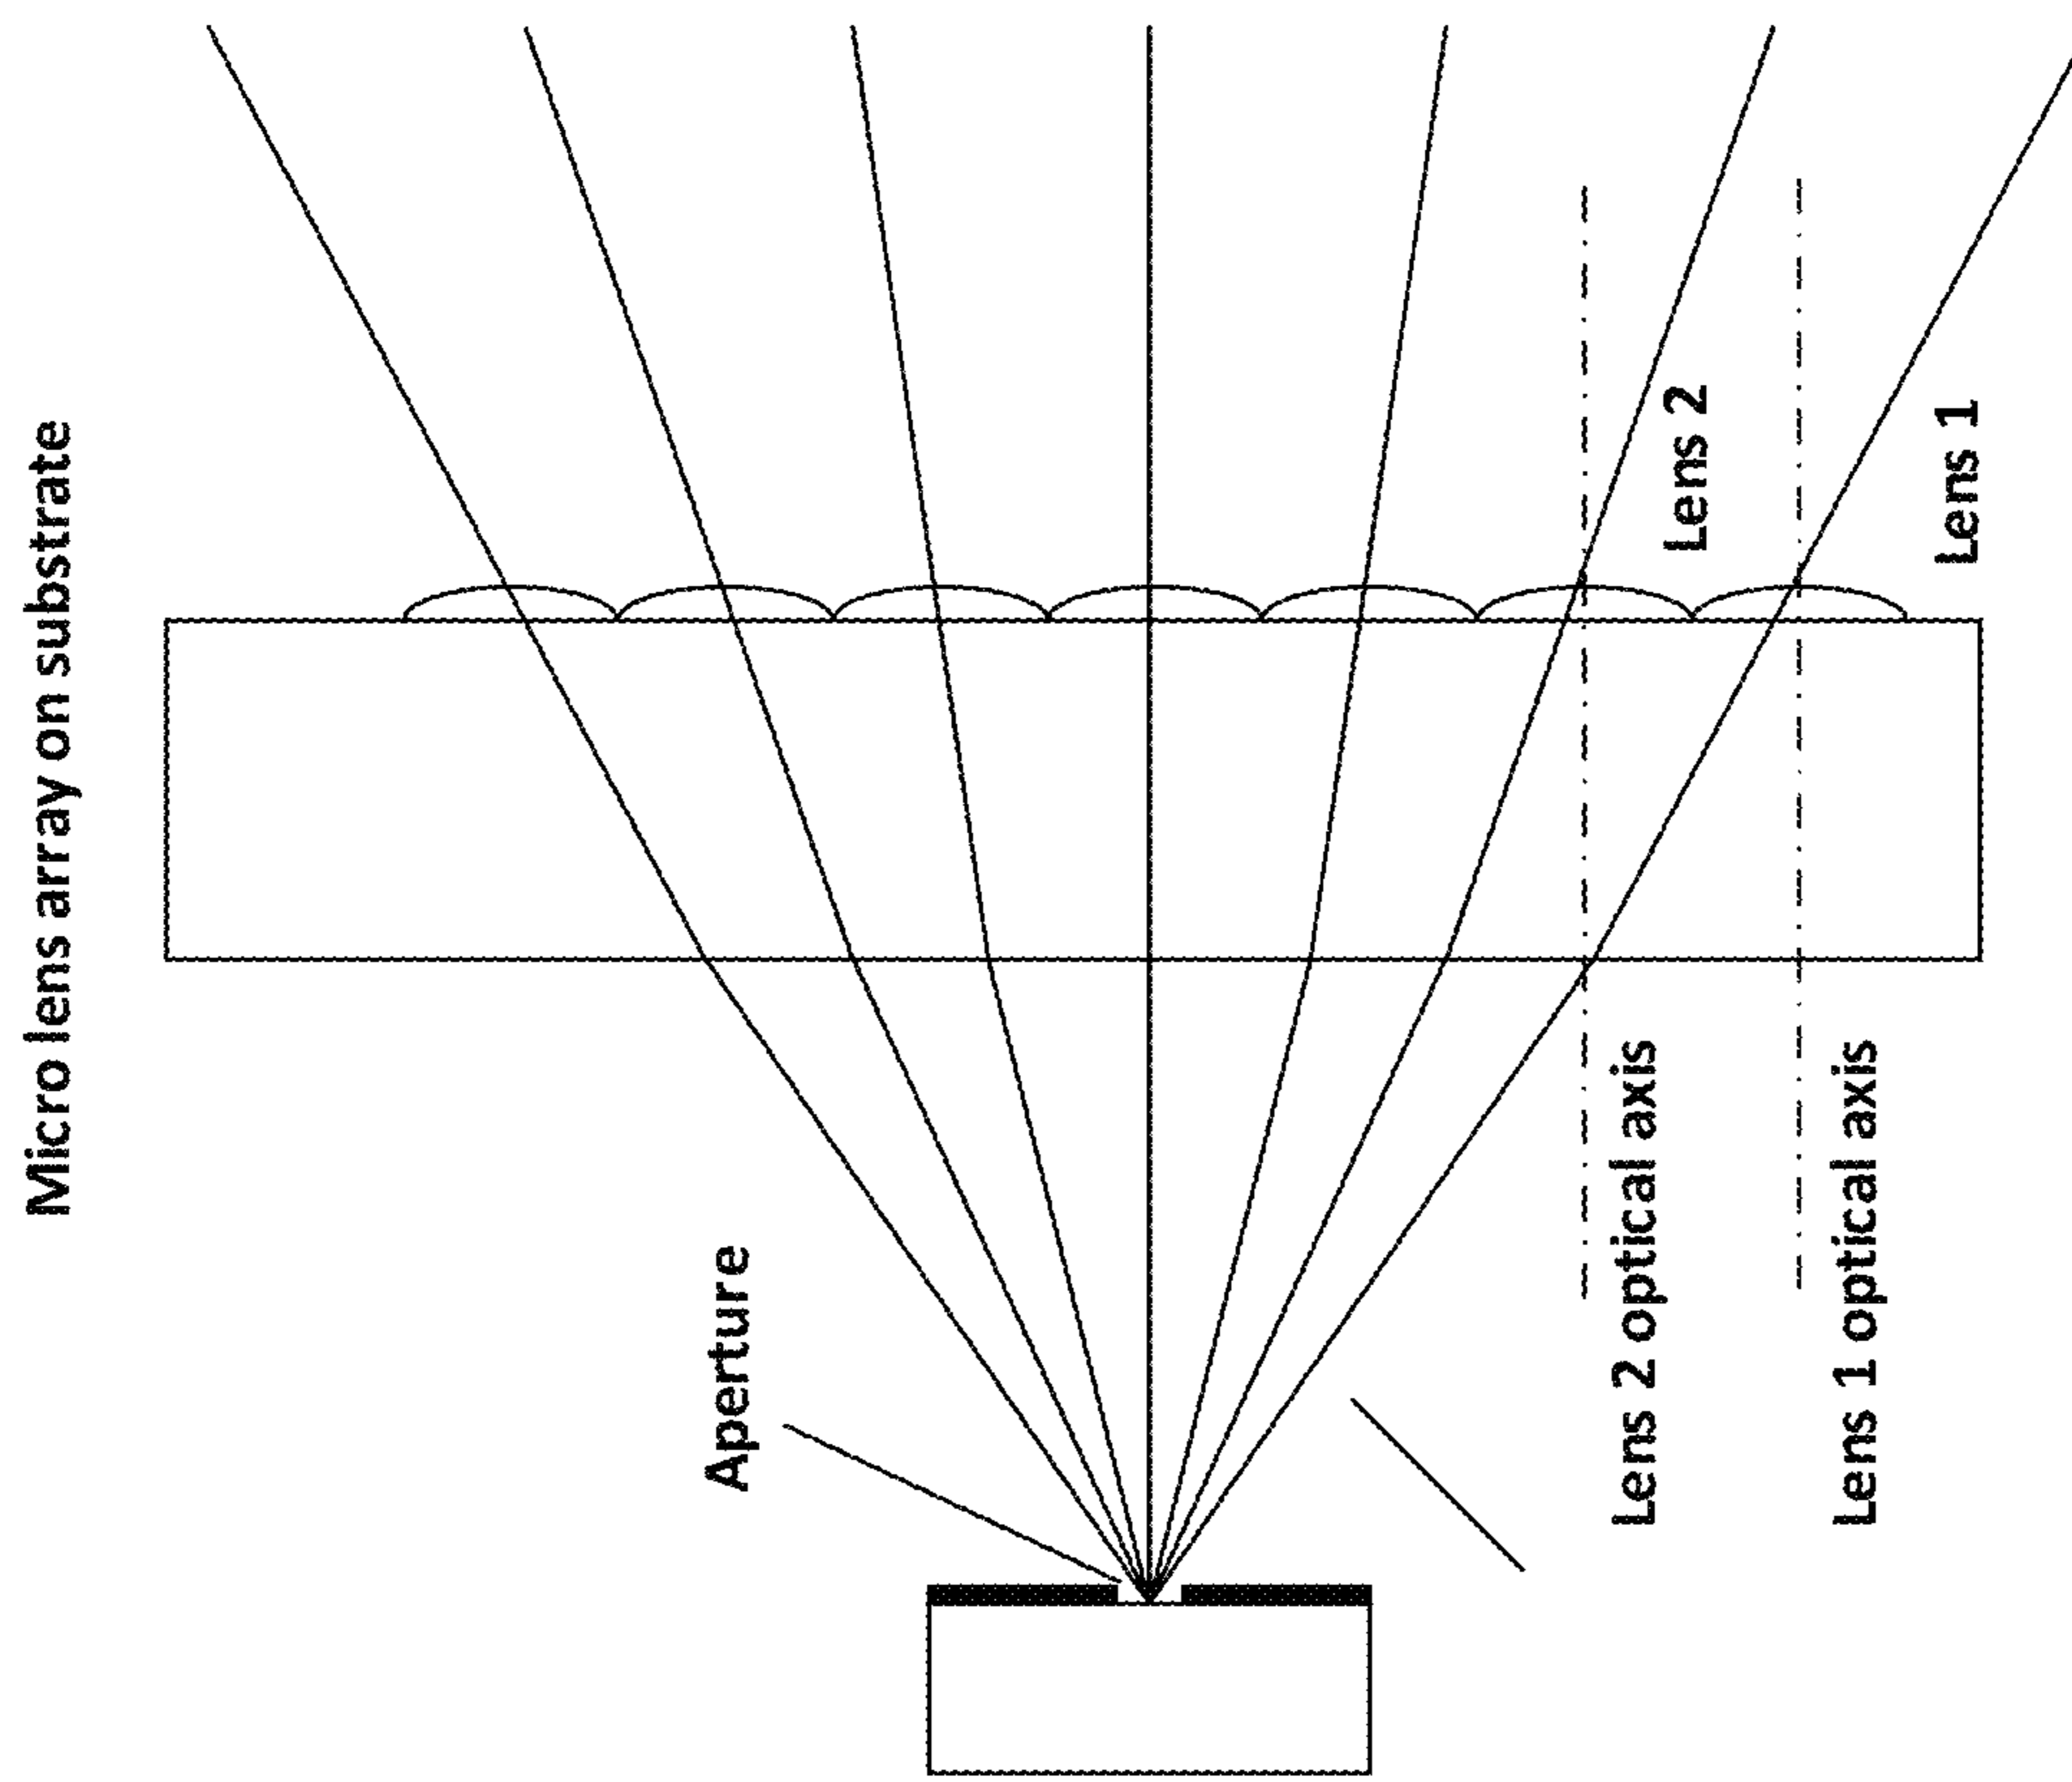 Micro lens array on substrate
Aperture
Lens 2
Lens 1
Lens 2 optical axis
Lens 1 optical axis